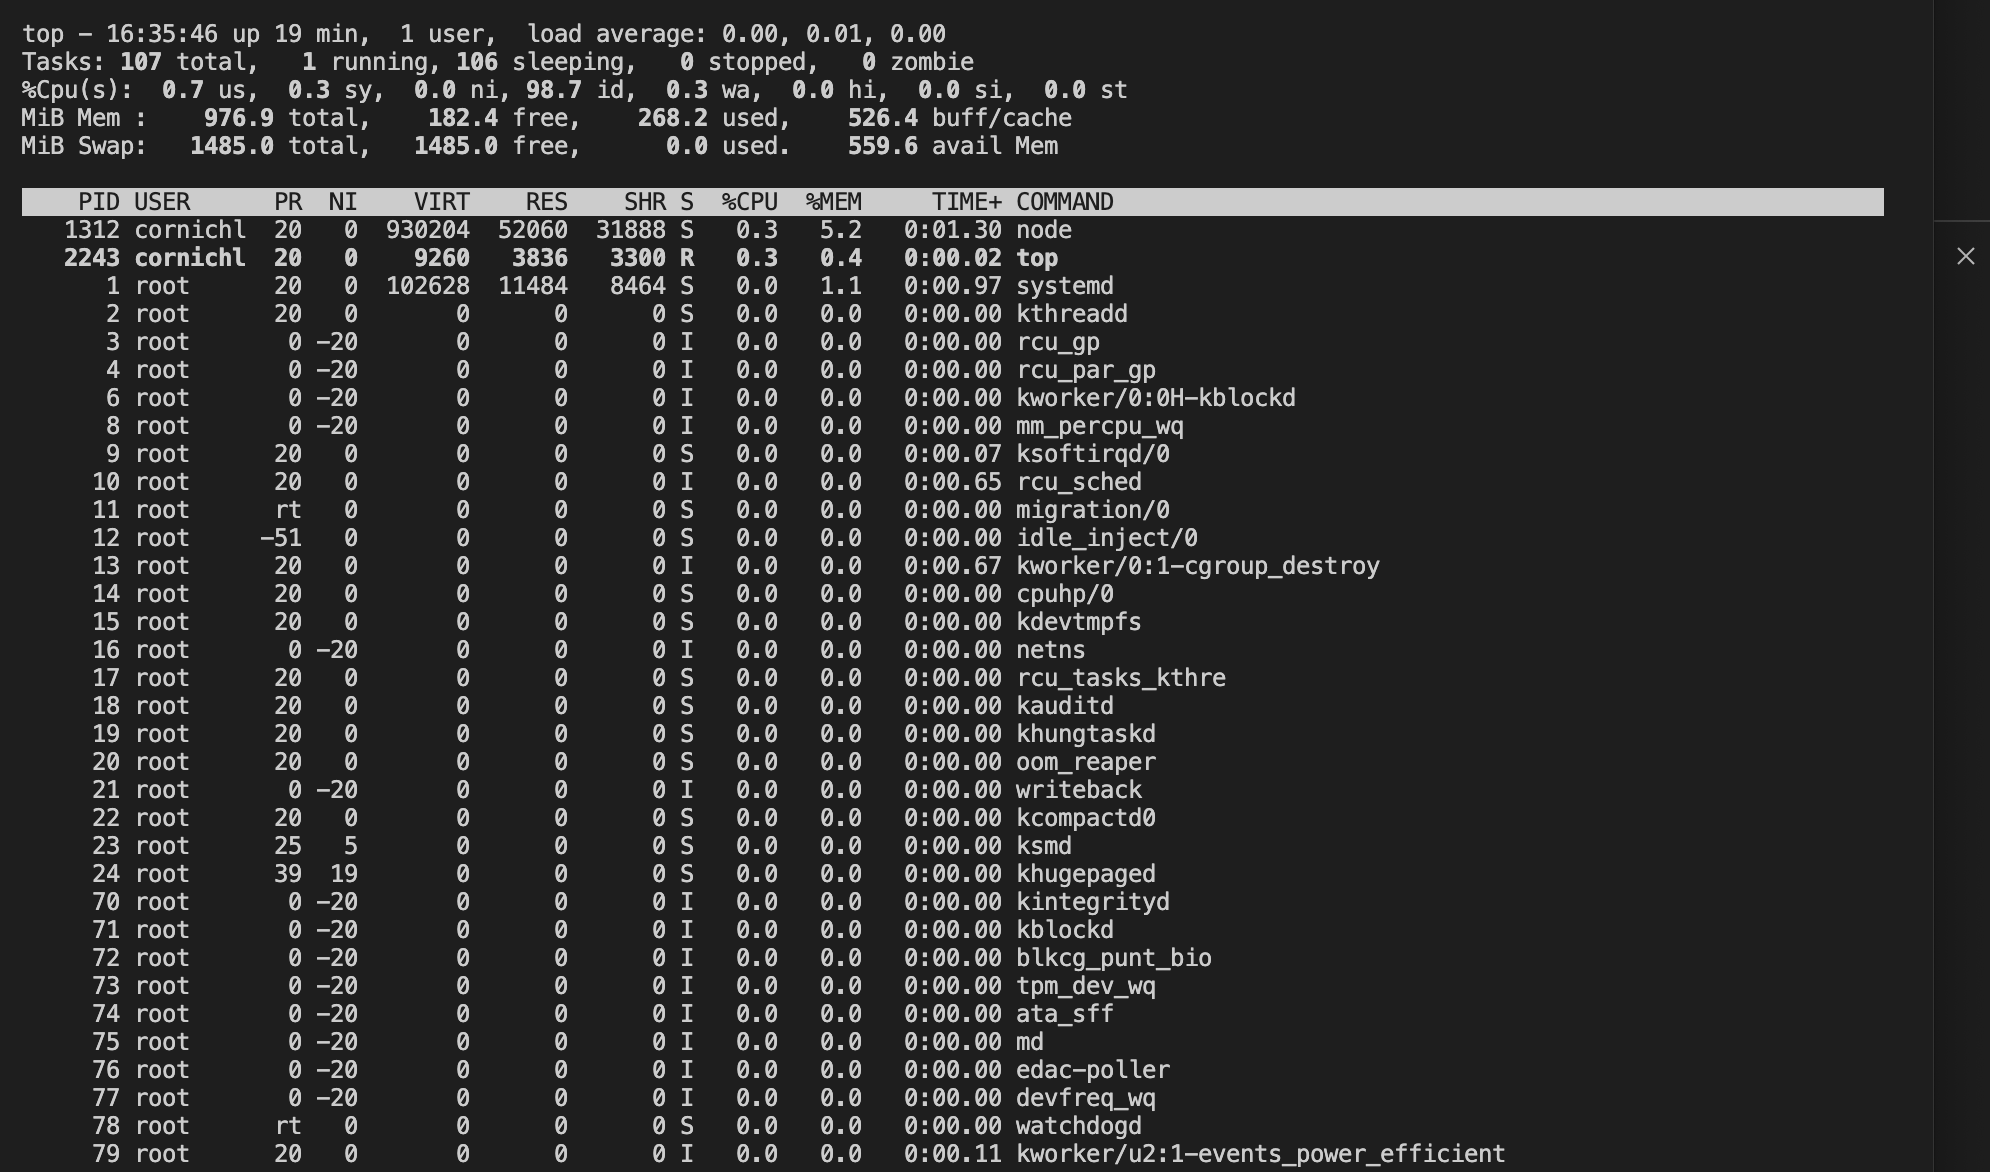 top - 16:35:46 up 19 min,  1 user,  load average: 0.00, 0.01, 0.00
Tasks: 107 total,   1 running, 106 sleeping,   0 stopped,   0 zombie
%Cpu(s):  0.7 us,  0.3 sy,  0.0 ni, 98.7 id,  0.3 wa,  0.0 hi,  0.0 si,  0.0 st
MiB Mem :    976.9 total,    182.4 free,    268.2 used,    526.4 buff/cache
MiB Swap:   1485.0 total,   1485.0 free,      0.0 used.    559.6 avail Mem
PID USER      PR  NI    VIRT    RES    SHR S  %CPU  %MEM     TIME+ COMMAND
1312 cornichl  20   0  930204  52060  31888 S   0.3   5.2   0:01.30 node
2243 cornichl  20   0    9260   3836   3300 R   0.3   0.4   0:00.02 top
1 root      20   0  102628  11484   8464 S   0.0   1.1   0:00.97 systemd
2 root      20   0       0      0      0 S   0.0   0.0   0:00.00 kthreadd
3 root       0 -20       0      0      0 I   0.0   0.0   0:00.00 rcu_gp
4 root       0 -20       0      0      0 I   0.0   0.0   0:00.00 rcu_par_gp
6 root       0 -20       0      0      0 I   0.0   0.0   0:00.00 kworker/0:0H-kblockd
8 root       0 -20       0      0      0 I   0.0   0.0   0:00.00 mm_percpu_wq
9 root      20   0       0      0      0 S   0.0   0.0   0:00.07 ksoftirqd/0
10 root      20   0       0      0      0 I   0.0   0.0   0:00.65 rcu_sched
11 root      rt   0       0      0      0 S   0.0   0.0   0:00.00 migration/0
12 root     -51   0       0      0      0 S   0.0   0.0   0:00.00 idle_inject/0
13 root      20   0       0      0      0 I   0.0   0.0   0:00.67 kworker/0:1-cgroup_destroy
14 root      20   0       0      0      0 S   0.0   0.0   0:00.00 cpuhp/0
15 root      20   0       0      0      0 S   0.0   0.0   0:00.00 kdevtmpfs
16 root       0 -20       0      0      0 I   0.0   0.0   0:00.00 netns
17 root      20   0       0      0      0 S   0.0   0.0   0:00.00 rcu_tasks_kthre
18 root      20   0       0      0      0 S   0.0   0.0   0:00.00 kauditd
19 root      20   0       0      0      0 S   0.0   0.0   0:00.00 khungtaskd
20 root      20   0       0      0      0 S   0.0   0.0   0:00.00 oom_reaper
21 root       0 -20       0      0      0 I   0.0   0.0   0:00.00 writeback
22 root      20   0       0      0      0 S   0.0   0.0   0:00.00 kcompactd0
23 root      25   5       0      0      0 S   0.0   0.0   0:00.00 ksmd
24 root      39  19       0      0      0 S   0.0   0.0   0:00.00 khugepaged
70 root       0 -20       0      0      0 I   0.0   0.0   0:00.00 kintegrityd
71 root       0 -20       0      0      0 I   0.0   0.0   0:00.00 kblockd
72 root       0 -20       0      0      0 I   0.0   0.0   0:00.00 blkcg_punt_bio
73 root       0 -20       0      0      0 I   0.0   0.0   0:00.00 tpm_dev_wq
74 root       0 -20       0      0      0 I   0.0   0.0   0:00.00 ata_sff
75 root       0 -20       0      0      0 I   0.0   0.0   0:00.00 md
76 root       0 -20       0      0      0 I   0.0   0.0   0:00.00 edac-poller
77 root       0 -20       0      0      0 I   0.0   0.0   0:00.00 devfreq_wq
78 root      rt   0       0      0      0 S   0.0   0.0   0:00.00 watchdogd
79 root      20   0       0      0      0 I   0.0   0.0   0:00.11 kworker/u2:1-events_power_efficient